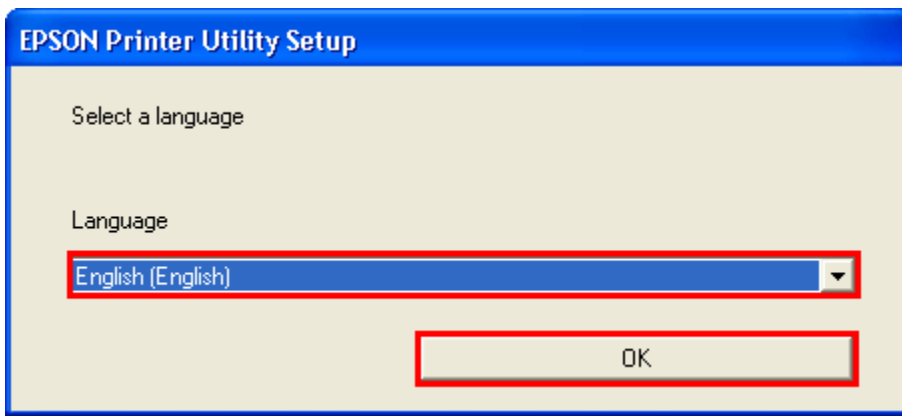 EPSON Printer Utility Setup
Select a language
Language
English (English)
OK